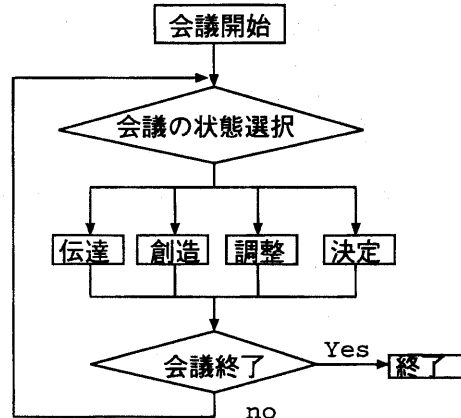 会議開始
会議の状態選択
伝達 創造 調整 決定
会議終了 Yes 終了
no